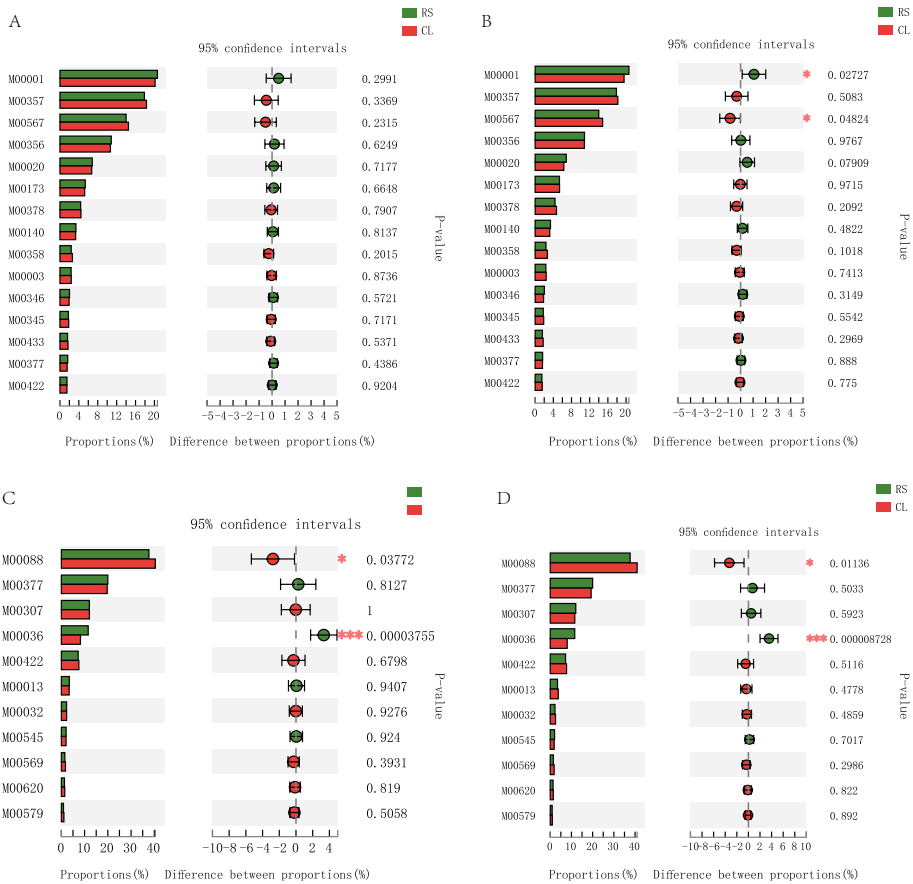 A
RS
CL
95% confidence intervals
M00001 0.2991
M00357 0.3369
M00567 0.2315
M00356 0.6249
M00020 0.7177
M00173 0.6648
M00378 0.7907
M00140 0.8137
M00358 0.2015
M00003 0.8736
M00346 0.5721
M00345 0.7171
M00433 0.5371
M00377 0.4386
M00422 0.9204
P-value
0 4 8 12 16 20 -5 -4 -3 -2 -1 0 1 2 3 4 5
Proportions(%) Difference between proportions(%)
B
RS
CL
95% confidence intervals
M00001 * 0.02727
M00357 0.5083
M00567 * 0.04824
M00356 0.9767
M00020 0.07909
M00173 0.9715
M00378 0.2092
M00140 0.4822
M00358 0.1018
M00003 0.7413
M00346 0.3149
M00345 0.5542
M00433 0.2969
M00377 0.888
M00422 0.775
P-value
0 4 8 12 16 20 -5 -4 -3 -2 -1 0 1 2 3 4 5
Proportions(%) Difference between proportions(%)
C
95% confidence intervals
M00088 * 0.03772
M00377 0.8127
M00307 1
M00036 *** 0.00003755
M00422 0.6798
M00013 0.9407
M00032 0.9276
M00545 0.924
M00569 0.3931
M00620 0.819
M00579 0.5058
P-value
0 10 20 30 40 -10 -8 -6 -4 -2 0 2 4
Proportions(%) Difference between proportions(%)
D
RS
CL
95% confidence intervals
M00088 * 0.01136
M00377 0.5033
M00307 0.5923
M00036 *** 0.000008728
M00422 0.5116
M00013 0.4778
M00032 0.4859
M00545 0.7017
M00569 0.2986
M00620 0.822
M00579 0.892
P-value
0 10 20 30 40 -10 -8 -6 -4 -2 0 2 4 6 8 10
Proportions(%) Difference between proportions(%)